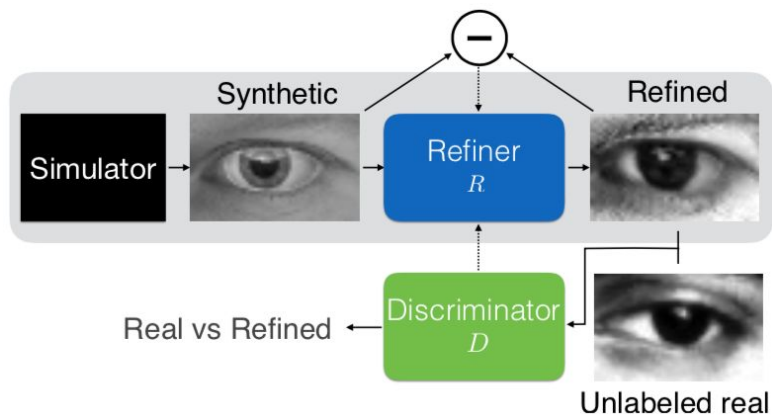 −
Synthetic
Refined
Simulator
Refiner
R
Discriminator
D
Real vs Refined
Unlabeled real